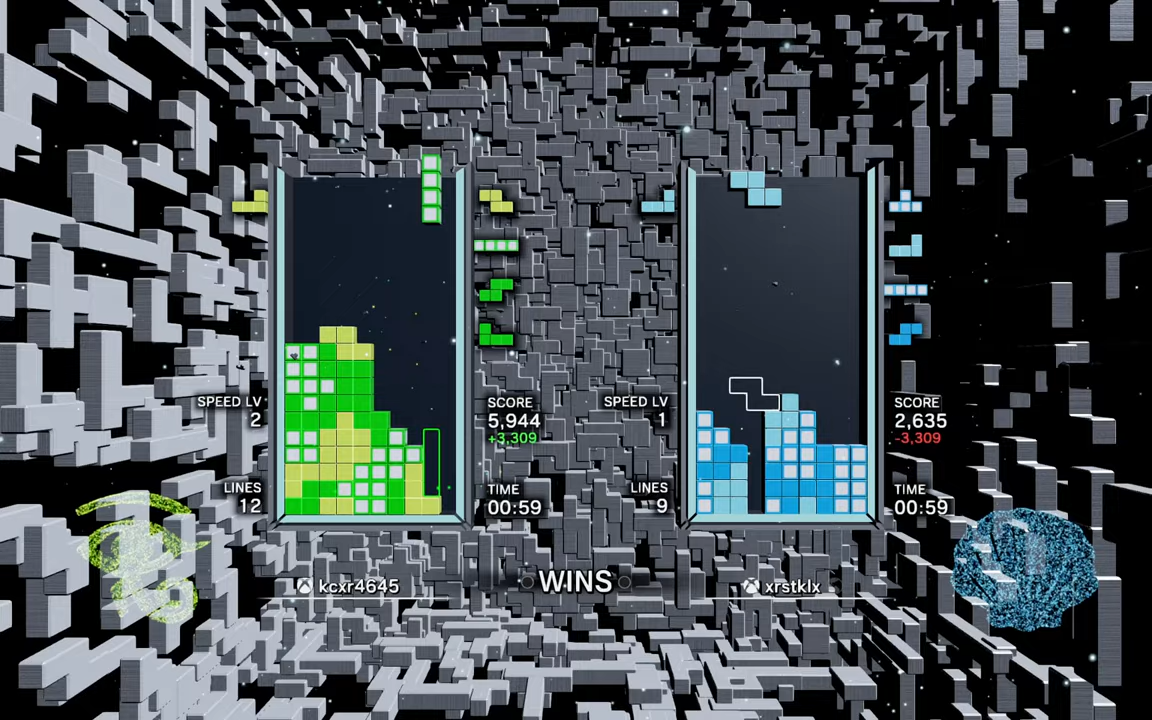 SPEED LV
2
LINES
12
SCORE
5,944
+3,309
TIME
00:59
SPEED LV
1
LINES
9
SCORE
2,635
-3,309
TIME
00:59
kcxr4645
WINS
xrstklx